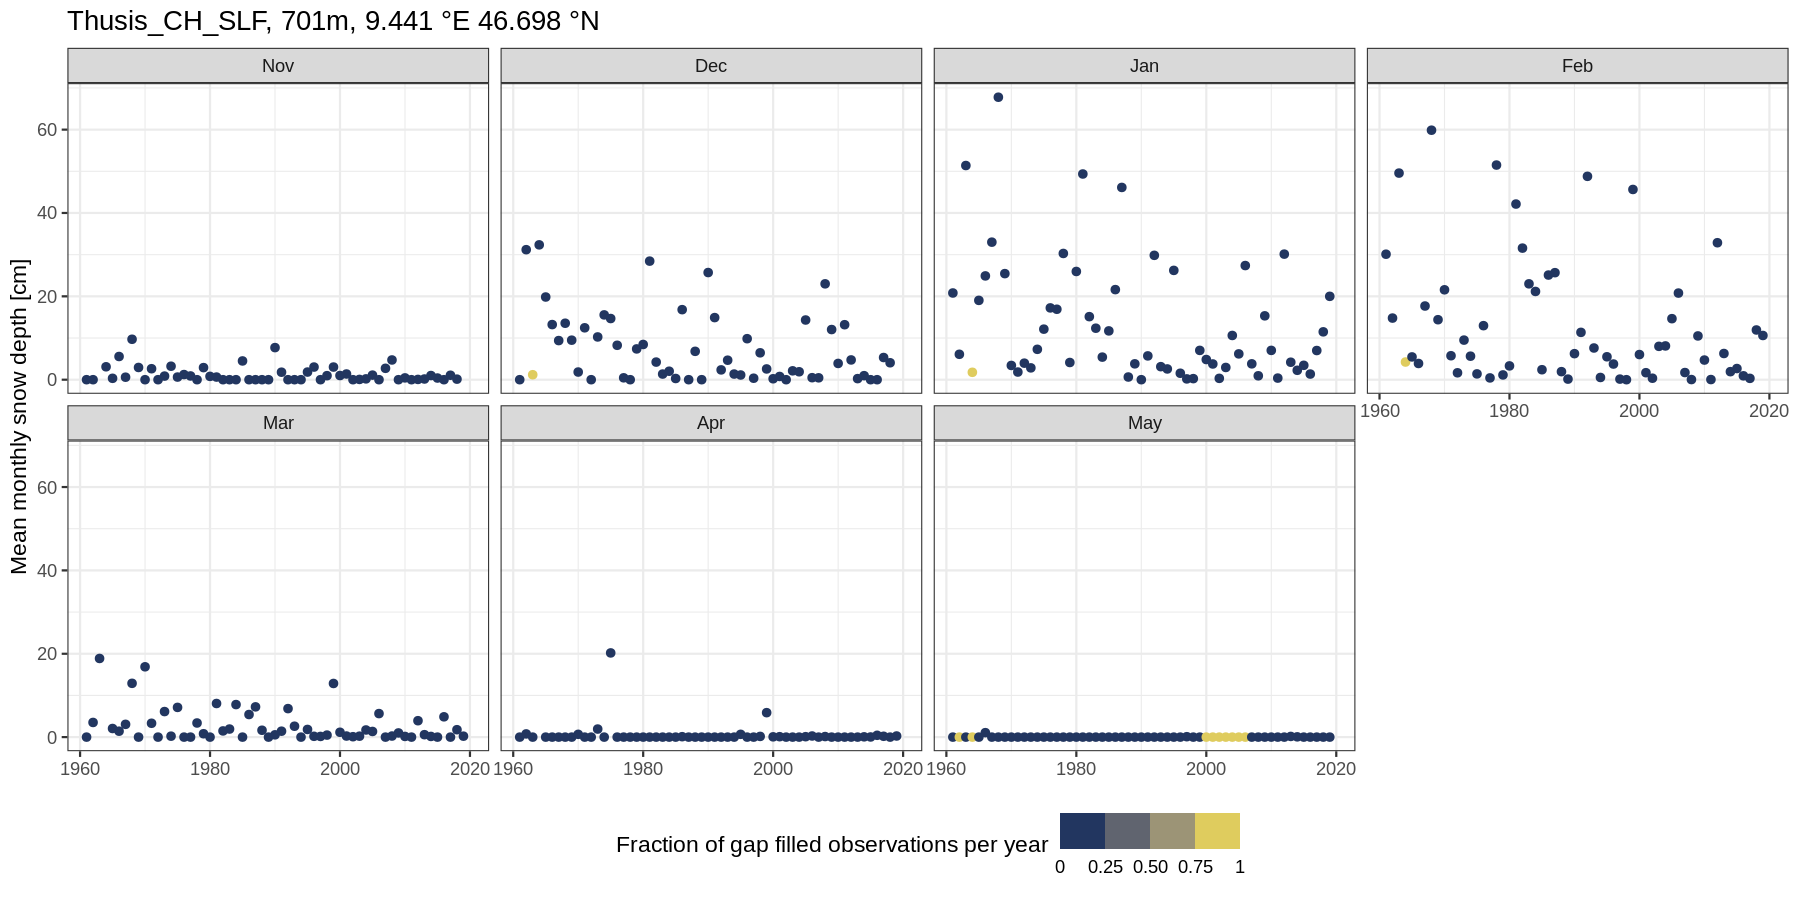 Thusis_CH_SLF, 701m, 9.441 °E 46.698 °N
Nov
Dec
Jan
Feb
Mean monthly snow depth [cm]
60
40
20
0
1960
1980
2000
2020
Mar
Apr
May
60
40
20
0
1960
1980
2000
2020
1960
1980
2000
2020
1960
1980
2000
2020
Fraction of gap filled observations per year
0
0.25
0.50
0.75
1